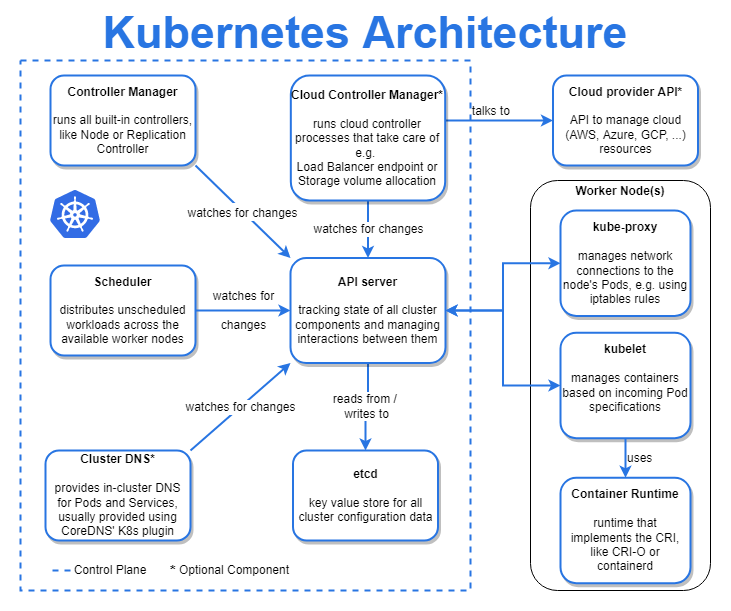 Kubernetes Architecture
Controller Manager
runs all built-in controllers,
like Node or Replication
Controller
Cloud Controller Manager*
runs cloud controller
processes that take care of
e.g.
Load Balancer endpoint or
Storage volume allocation
talks to
Cloud provider API*
API to manage cloud
(AWS, Azure, GCP, ...)
resources
watches for changes
watches for changes
Scheduler
distributes unscheduled
workloads across the
available worker nodes
watches for
changes
API server
tracking state of all cluster
components and managing
interactions between them
Worker Node(s)
kube-proxy
manages network
connections to the
node's Pods, e.g. using
iptables rules
kubelet
manages containers
based on incoming Pod
specifications
uses
Container Runtime
runtime that
implements the CRI,
like CRI-O or
containerd
watches for changes
reads from /
writes to
Cluster DNS*
provides in-cluster DNS
for Pods and Services,
usually provided using
CoreDNS' K8s plugin
etcd
key value store for all
cluster configuration data
Control Plane
* Optional Component